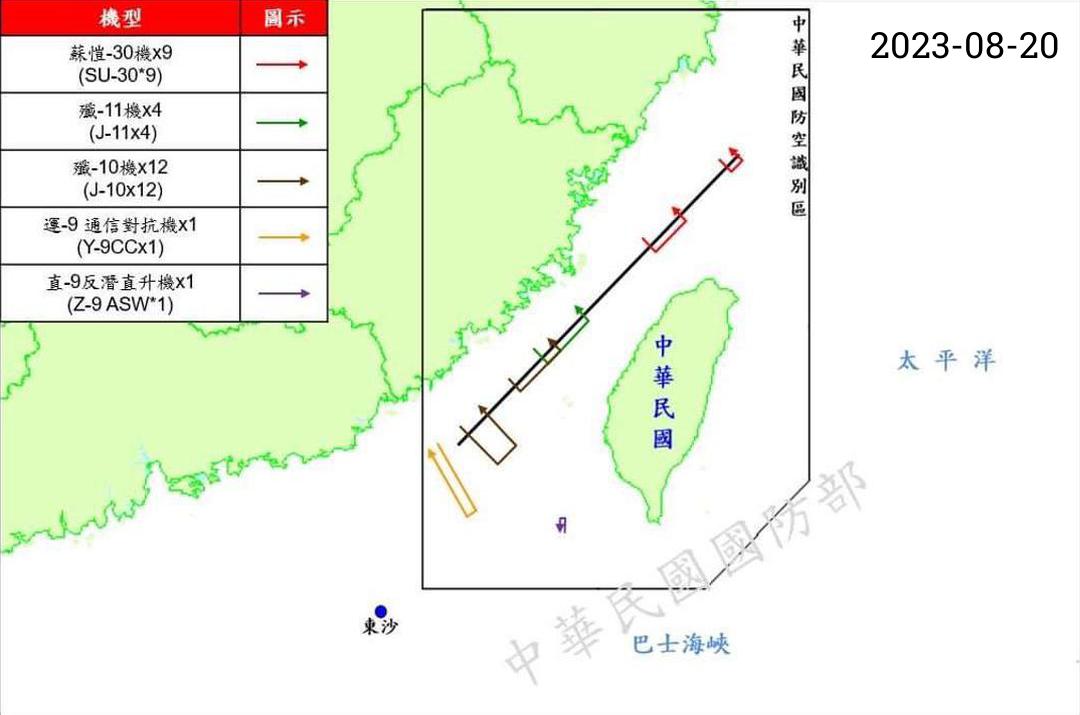 機型 圖示
蘇愷-30機x9
(SU-30*9)
殲-11機x4
(J-11x4)
殲-10機x12
(J-10x12)
運-9 通信對抗機x1
(Y-9CCx1)
直-9反潛直升機x1
(Z-9 ASW*1)
中華民國防空識別區
2023-08-20
中華民國
太平洋
東沙
巴士海峽
中華民國國防部